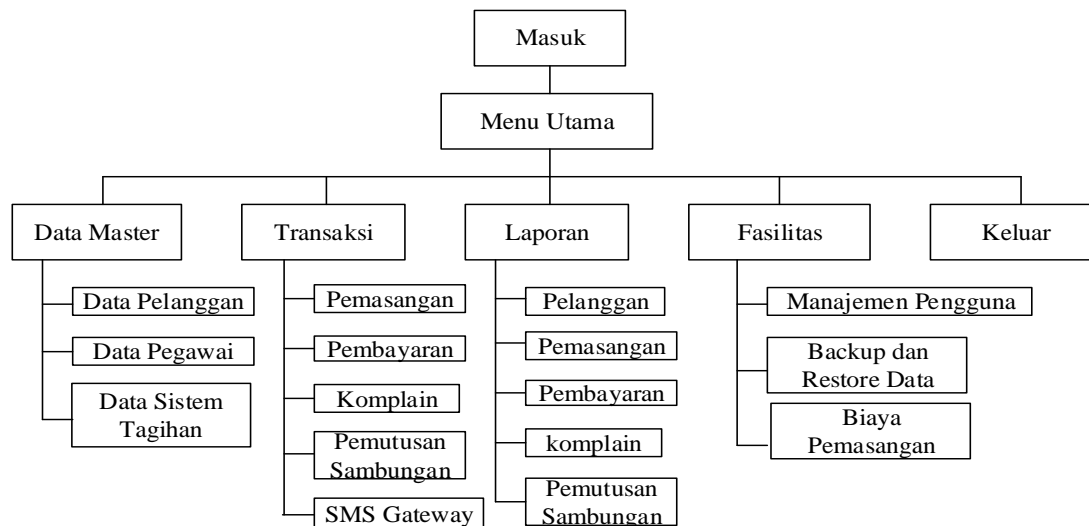 Masuk
Menu Utama
Data Master
Transaksi
Laporan
Fasilitas
Keluar
Data Pelanggan
Data Pegawai
Data Sistem
Tagihan
Pemasangan
Pembayaran
Komplain
Pemutusan
Sambungan
SMS Gateway
Pelanggan
Pemasangan
Pembayaran
komplain
Pemutusan
Sambungan
Manajemen Pengguna
Backup dan
Restore Data
Biaya
Pemasangan